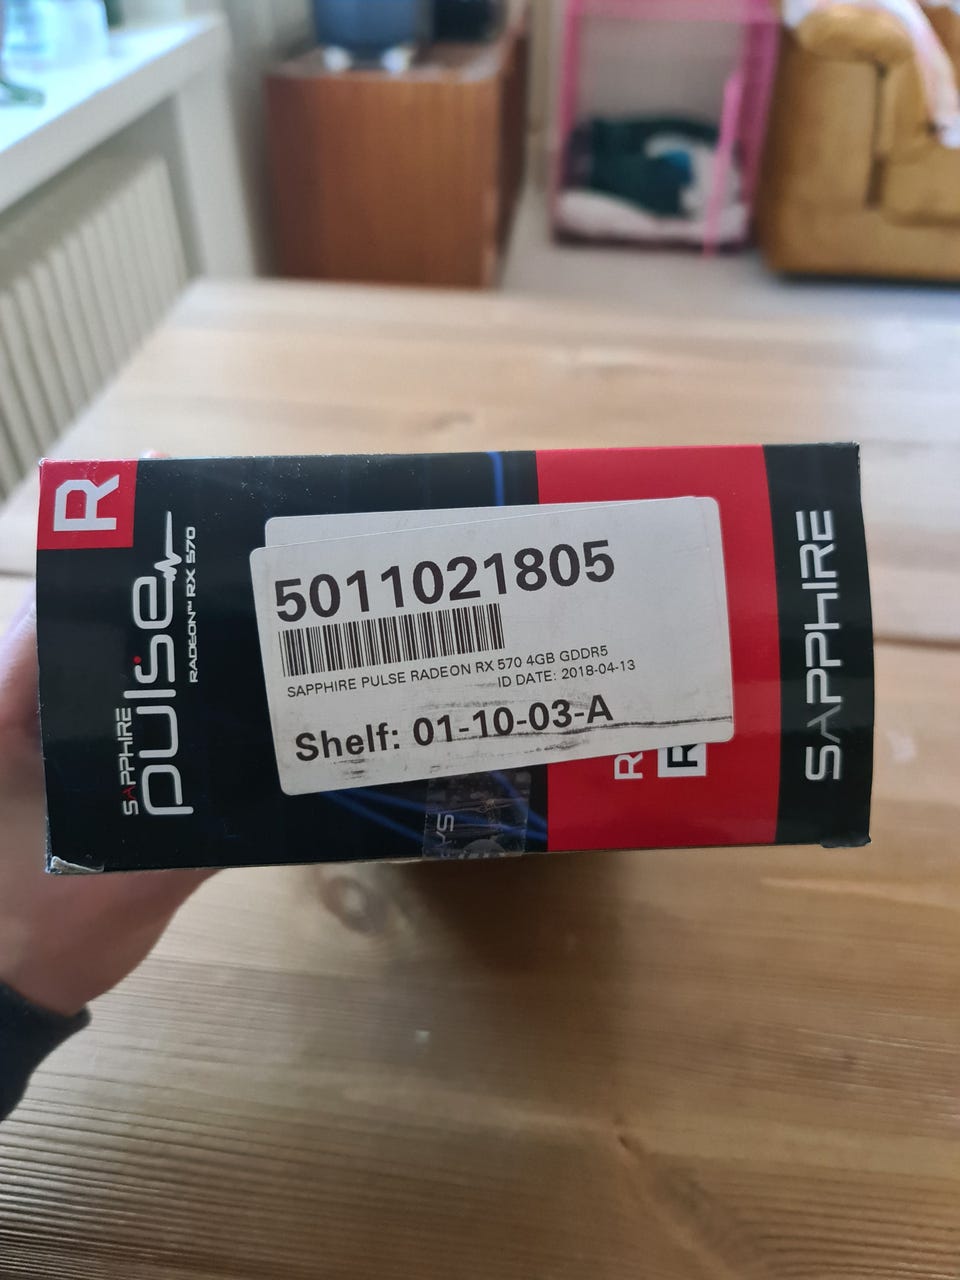 R
SAPPHIRE
pulse
RADEON™ RX 570
5011021805
SAPPHIRE PULSE RADEON RX 570 4GB GDDR5
ID DATE: 2018-04-13
Shelf: 01-10-03-A
R
R
SAPPHIRE